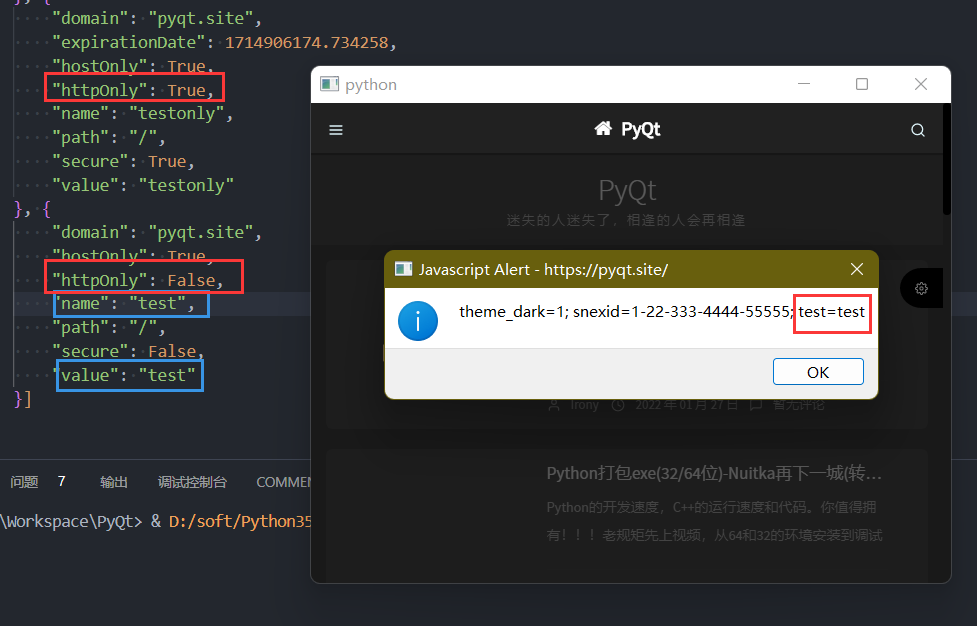 }, {
"domain": "pyqt.site",
"expirationDate": 1714906174.734258,
"hostOnly": True,
"httpOnly": True,
"name": "testonly",
"path": "/",
"secure": True,
"value": "testonly"
}, {
"domain": "pyqt.site",
"hostOnly": True,
"httpOnly": False,
"name": "test",
"path": "/",
"secure": False,
"value": "test"
}]
问题 7 输出 调试控制台 COMMEN
\Workspace\PyQt> & D:/soft/Python35
python
PyQt
PyQt
迷失的人迷失了，相逢的人会再相逢
Javascript Alert - https://pyqt.site/
theme_dark=1; snexid=1-22-333-4444-55555; test=test
OK
Irony 2022 年 01 月 27 日 暂无评论
Python打包exe(32/64位)-Nuitka再下一城(转...
Python的开发速度，C++的运行速度和代码。你值得拥
有！！！老规矩先上视频，从64和32的环境安装到调试